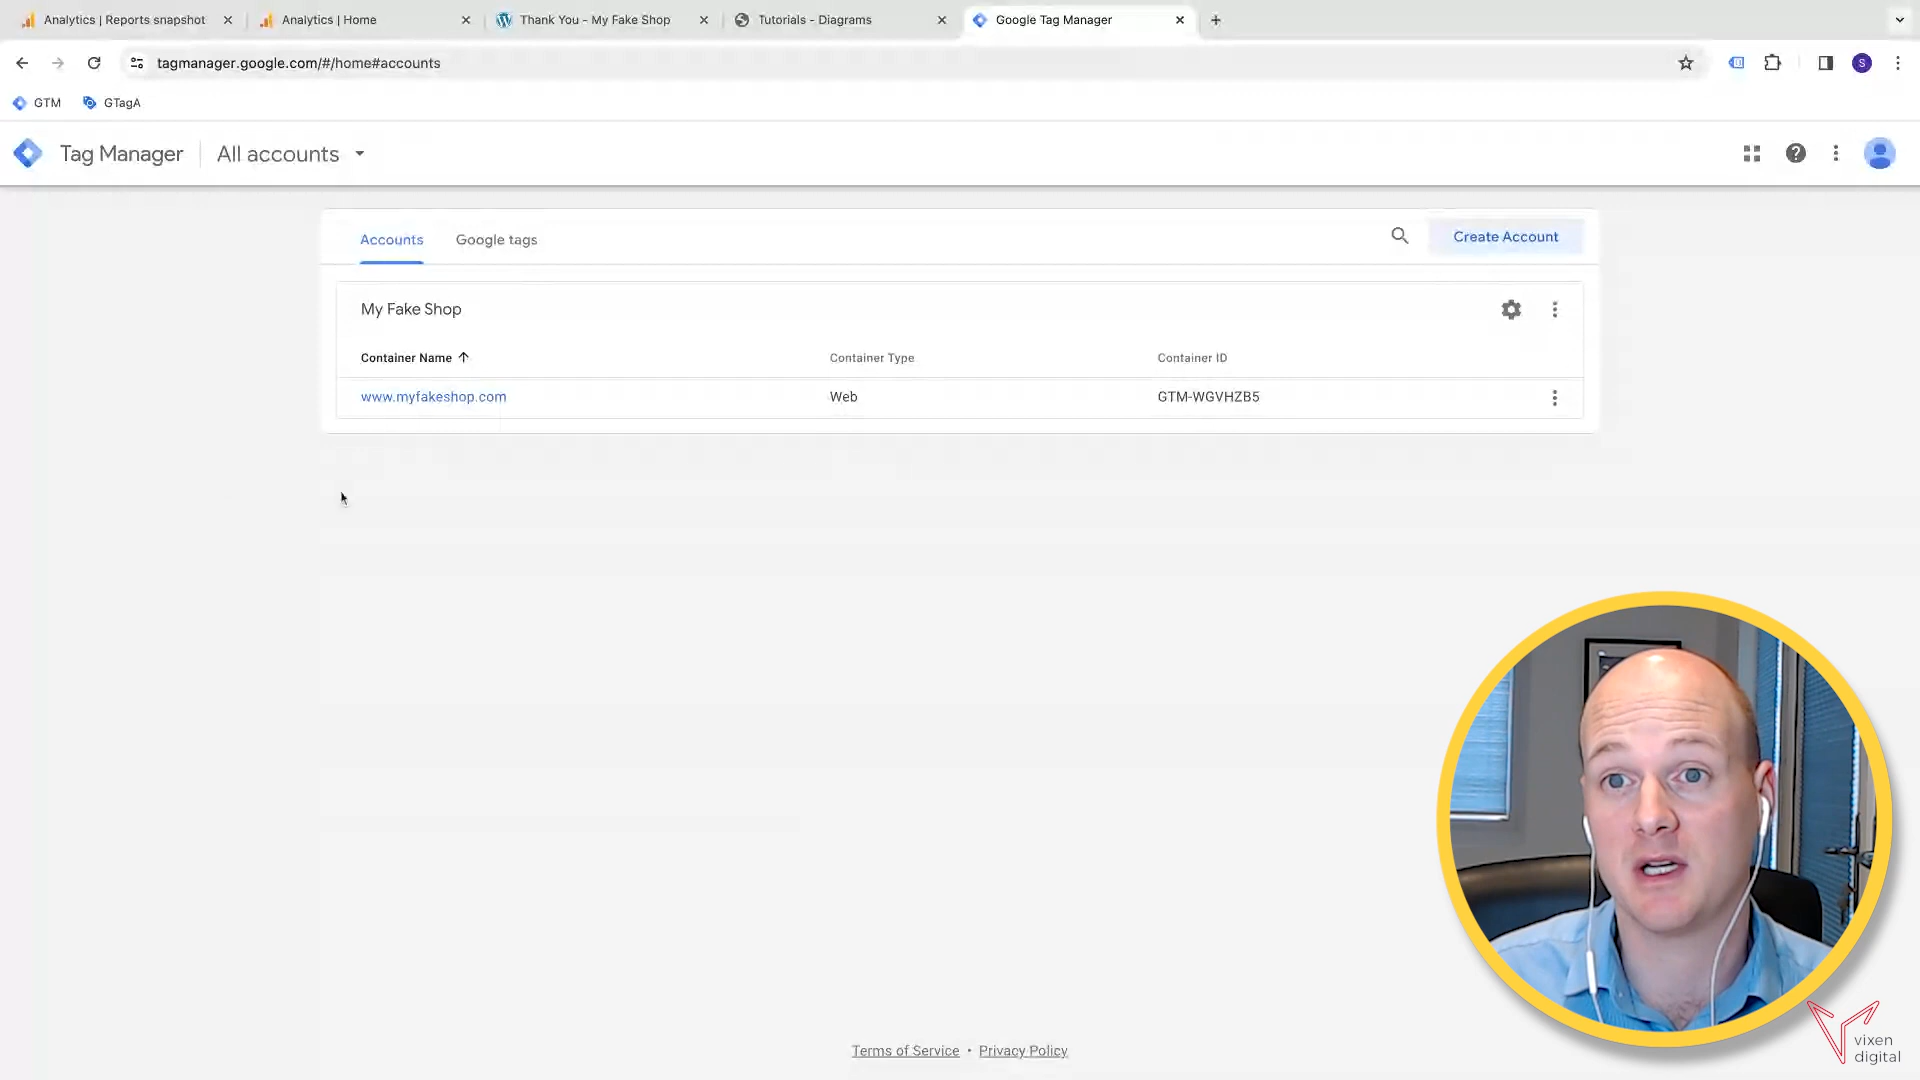 Analytics | Reports snapshot
Analytics | Home
Thank You - My Fake Shop
Tutorials - Diagrams
Google Tag Manager
tagmanager.google.com/#/home#accounts
S
GTM
GTagA
Tag Manager
All accounts
Accounts
Google tags
Create Account
My Fake Shop
Container Name
Container Type
Container ID
www.myfakeshop.com
Web
GTM-WGVHZB5
Terms of Service • Privacy Policy
vixen
digital